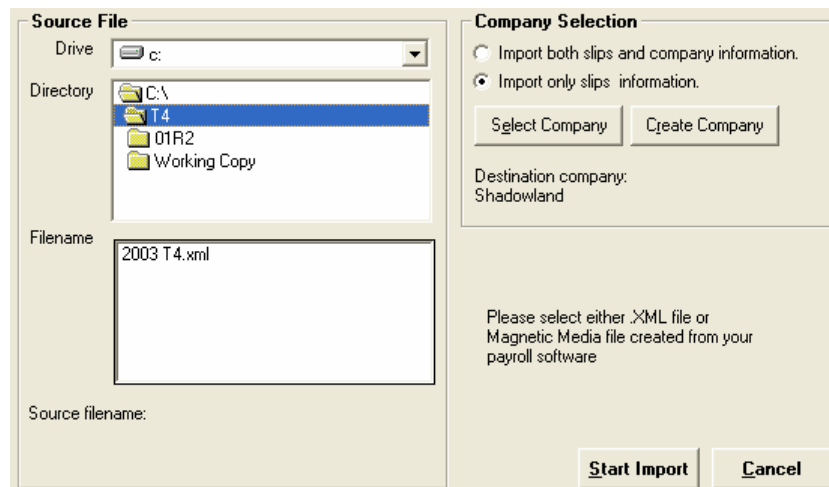 Source File
Drive
c:
Directory
C:\
T4
01R2
Working Copy
Filename
2003 T4.xml
Source filename:
Company Selection
Import both slips and company information.
Import only slips information.
Select Company
Create Company
Destination company:
Shadowland
Please select either .XML file or
Magnetic Media file created from your
payroll software
Start Import
Cancel